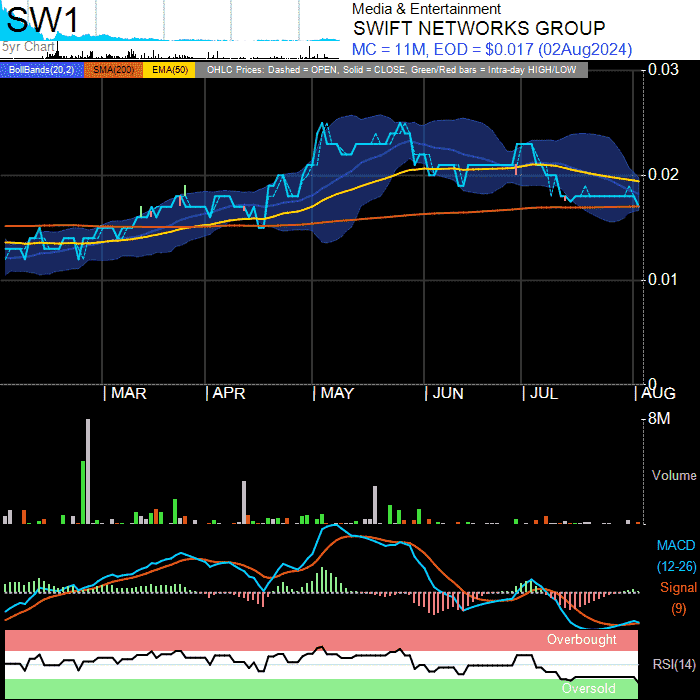 SW1
5yr Chart
Media & Entertainment
SWIFT NETWORKS GROUP
MC = 11M, EOD = $0.017 (02Aug2024)
BollBands(20,2) SMA(200) EMA(50) OHLC Prices: Dashed = OPEN, Solid = CLOSE, Green/Red bars = Intra-day HIGH/LOW
0.03
0.02
0.01
0
MAR APR MAY JUN JUL AUG
8M
Volume
MACD
(12-26)
Signal
(9)
Overbought
RSI(14)
Oversold